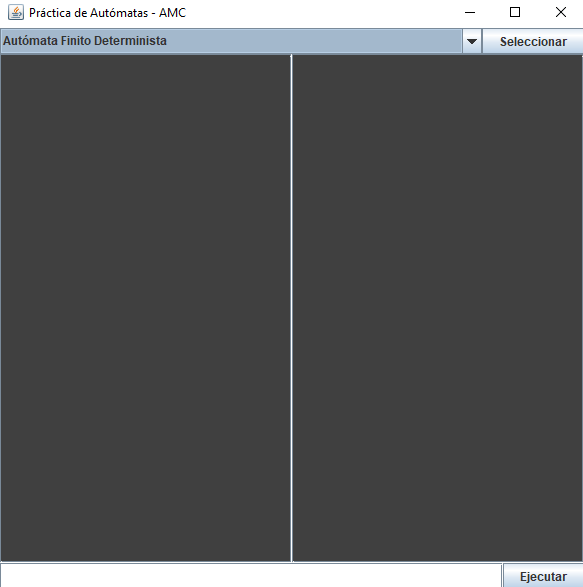 Práctica de Autómatas - AMC
Autómata Finito Determinista
Seleccionar
Ejecutar